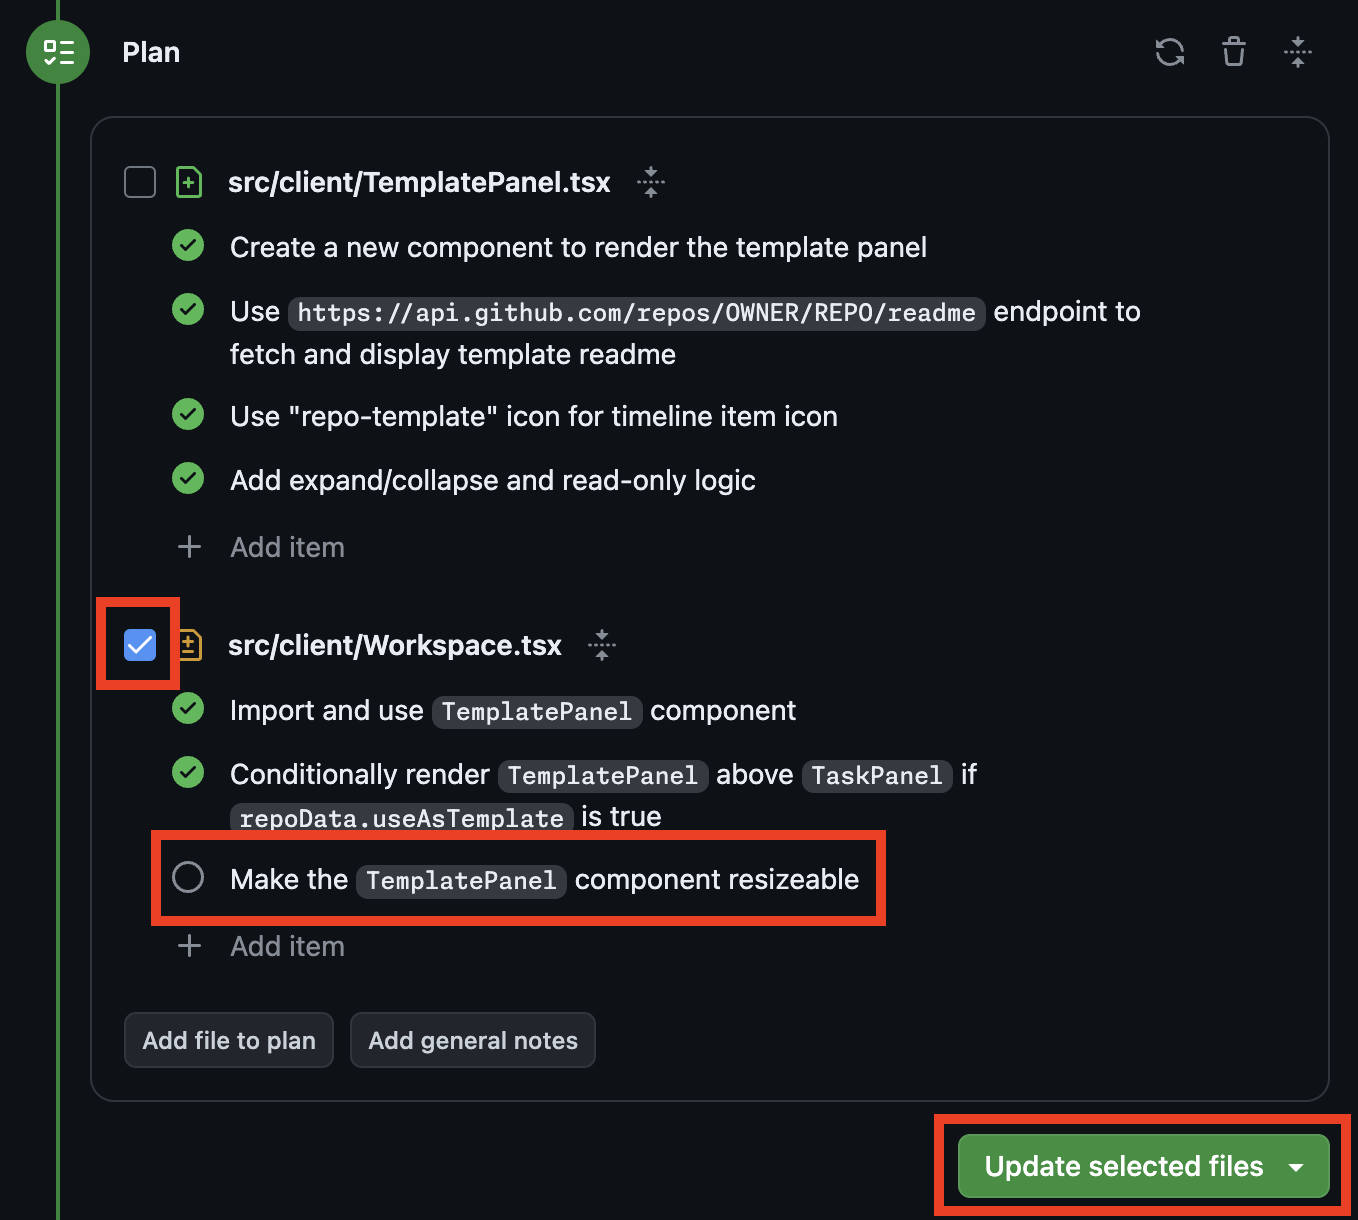 Plan
src/client/TemplatePanel.tsx
Create a new component to render the template panel
Use https://api.github.com/repos/OWNER/REPO/readme endpoint to
fetch and display template readme
Use "repo-template" icon for timeline item icon
Add expand/collapse and read-only logic
Add item
src/client/Workspace.tsx
Import and use TemplatePanel component
Conditionally render TemplatePanel above TaskPanel if
repoData.useAsTemplate is true
Make the TemplatePanel component resizeable
Add item
Add file to plan Add general notes
Update selected files